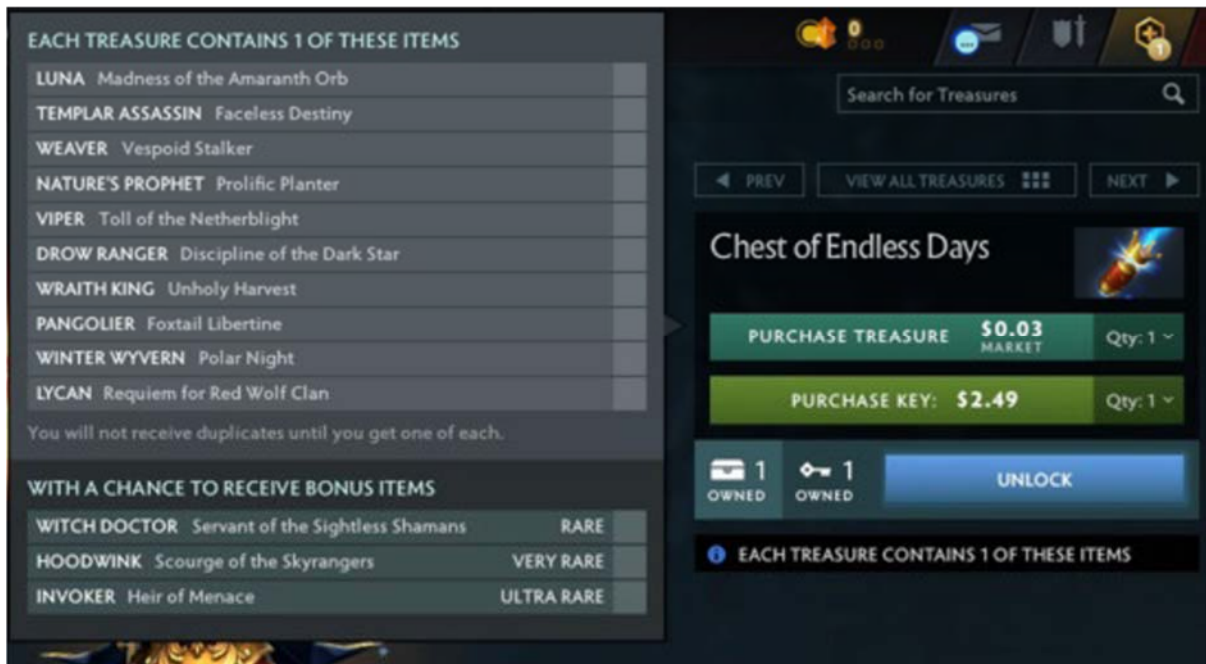 EACH TREASURE CONTAINS 1 OF THESE ITEMS
LUNA Madness of the Amaranth Orb
TEMPLAR ASSASSIN Faceless Destiny
WEAVER Vespoid Stalker
NATURE'S PROPHET Prolific Planter
VIPER Toll of the Netherblight
DROW RANGER Discipline of the Dark Star
WRAITH KING Unholy Harvest
PANGOLIER Foxtail Libertine
WINTER WYVERN Polar Night
LYCAN Requiem for Red Wolf Clan
You will not receive duplicates until you get one of each.
WITH A CHANCE TO RECEIVE BONUS ITEMS
WITCH DOCTOR Servant of the Sightless Shamans RARE
HOODWINK Scourge of the Skyrangers VERY RARE
INVOKER Heir of Menace ULTRA RARE
0
1
Search for Treasures
PREV VIEW ALL TREASURES NEXT
Chest of Endless Days
PURCHASE TREASURE $0.03 MARKET Qty: 1
PURCHASE KEY: $2.49 Qty: 1
1 OWNED 1 OWNED UNLOCK
EACH TREASURE CONTAINS 1 OF THESE ITEMS